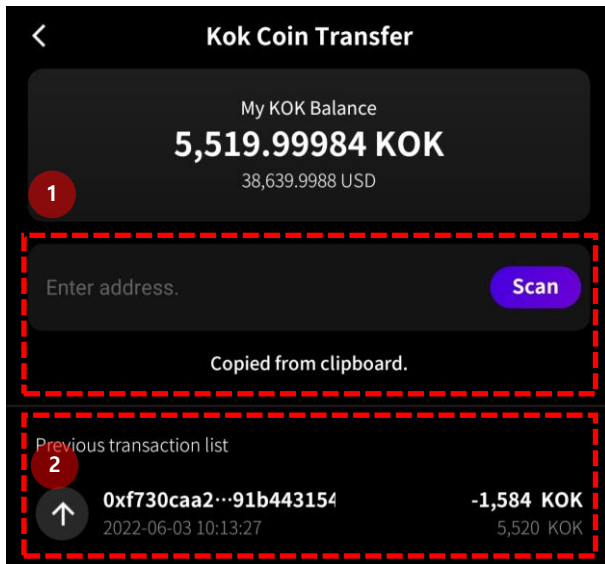 Kok Coin Transfer
My KOK Balance
5,519.99984 KOK
38,639.9988 USD
1
Enter address.
Scan
Copied from clipboard.
Previous transaction list
2
0xf730caa2···91b443154
-1,584 KOK
2022-06-03 10:13:27
5,520 KOK